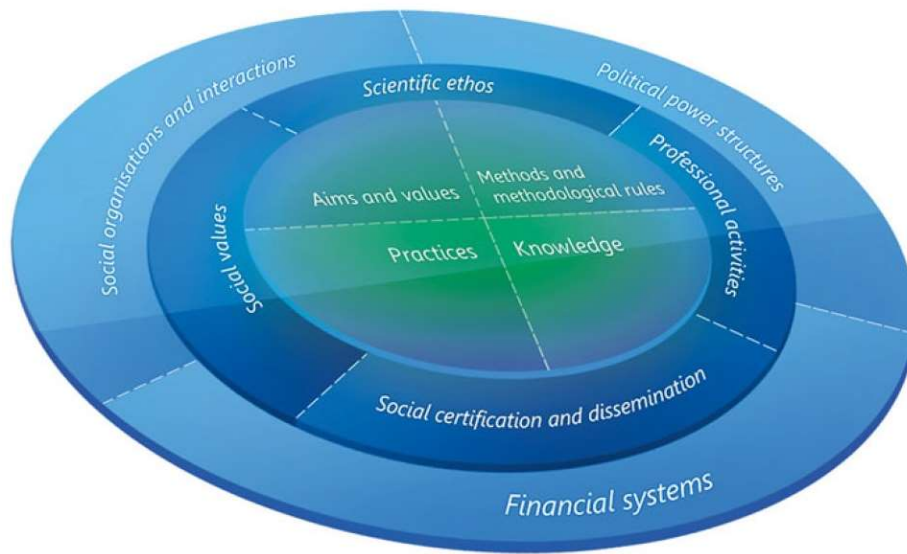 Social organisations and interactions
Political power structures
Scientific ethos
Professional activities
Social values
Aims and values
Methods and
methodological rules
Practices
Knowledge
Social certification and dissemination
Financial systems